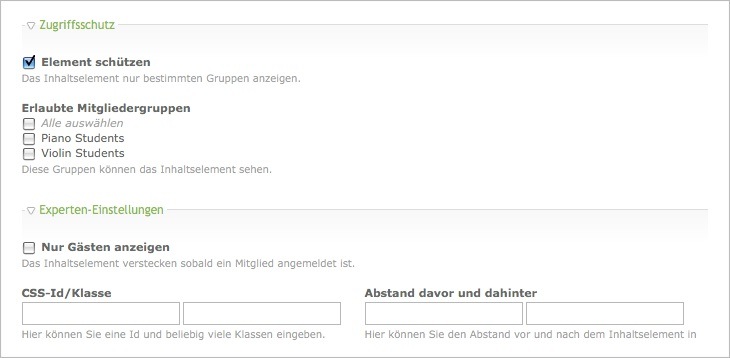 Zugriffsschutz
Element schützen
Das Inhaltselement nur bestimmten Gruppen anzeigen.
Erlaubte Mitgliedergruppen
Alle auswählen
Piano Students
Violin Students
Diese Gruppen können das Inhaltselement sehen.
Experten-Einstellungen
Nur Gästen anzeigen
Das Inhaltselement verstecken sobald ein Mitglied angemeldet ist.
CSS-Id/Klasse Abstand davor und dahinter
Hier können Sie eine Id und beliebig viele Klassen eingeben. Hier können Sie den Abstand vor und nach dem Inhaltselement in